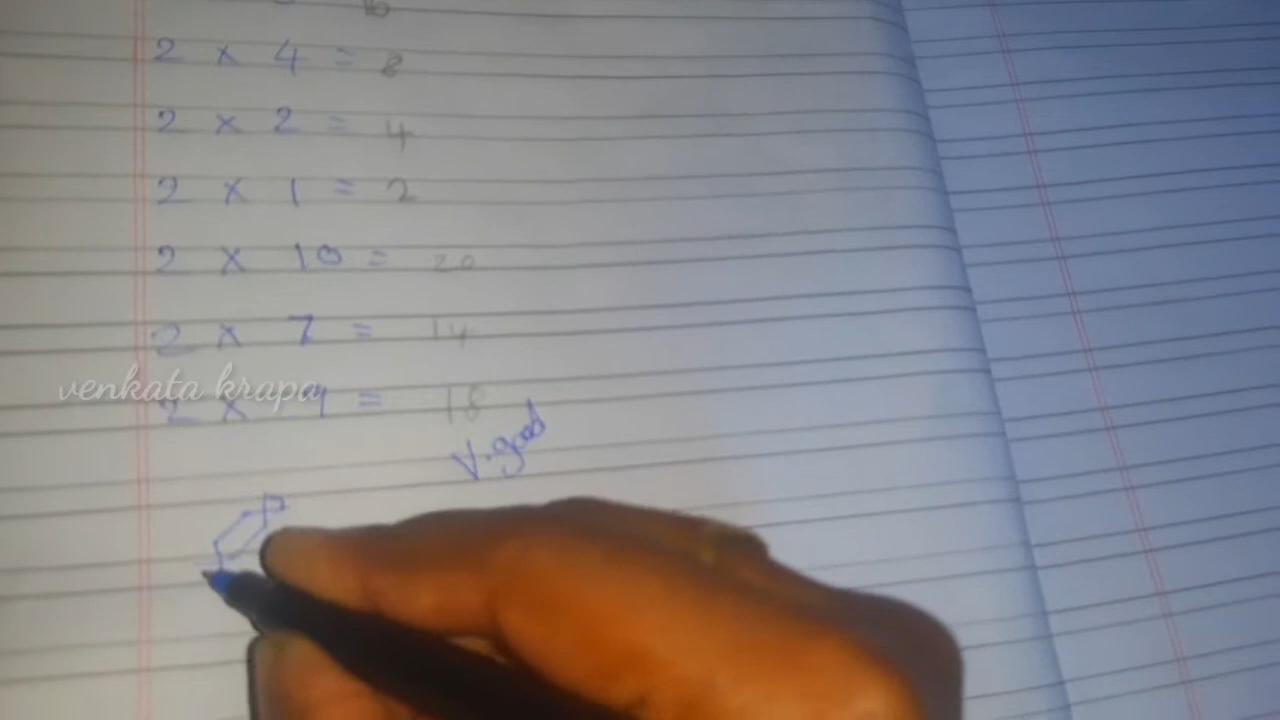 16
2 x 4 = 8
2 x 2 = 4
2 x 1 = 2
2 x 10 = 20
2 x 7 = 14
venkata krapa
2 x 9 = 18
V.good